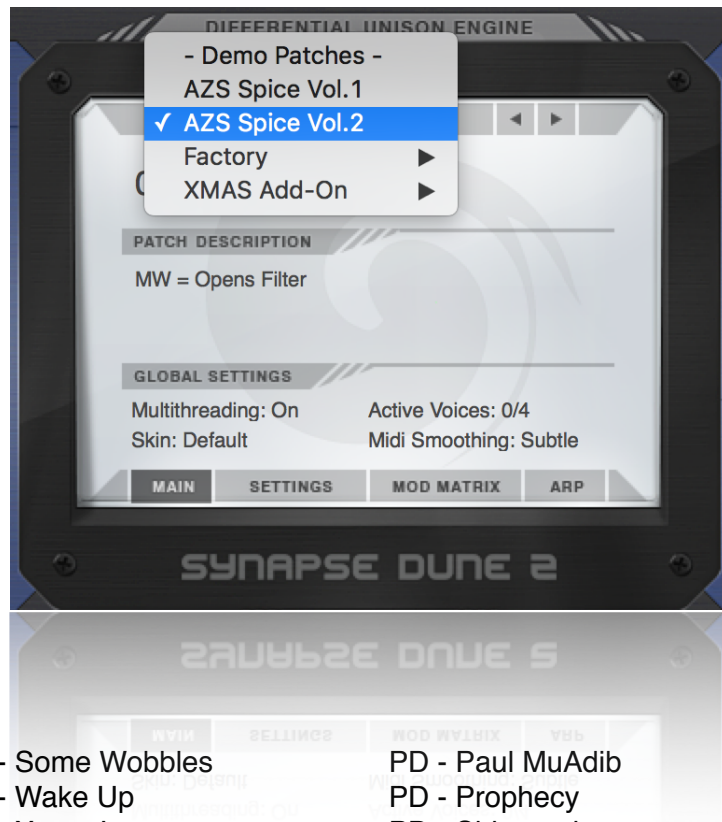 DIFFERENTIAL UNISON ENGINE
- Demo Patches -
AZS Spice Vol.1
✓ AZS Spice Vol.2
Factory ▶
XMAS Add-On ▶
PATCH DESCRIPTION
MW = Opens Filter
GLOBAL SETTINGS
Multithreading: On Active Voices: 0/4
Skin: Default Midi Smoothing: Subtle
MAIN SETTINGS MOD MATRIX ARP
SYNAPSE DUNE 2
- Some Wobbles PD - Paul MuAdib
- Wake Up PD - Prophecy